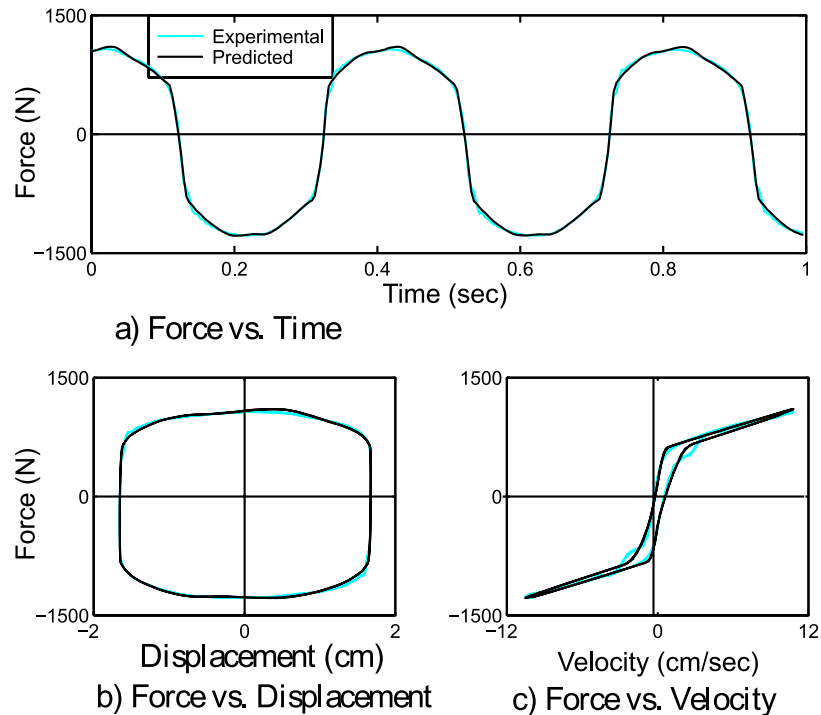 1500
Experimental
Predicted
Force (N)
0
−1500
0
0.2
0.4
0.6
0.8
1
Time (sec)
a) Force vs. Time
1500
Force (N)
0
−1500
−2
0
2
Displacement (cm)
b) Force vs. Displacement
1500
0
−1500
−12
0
12
Velocity (cm/sec)
c) Force vs. Velocity